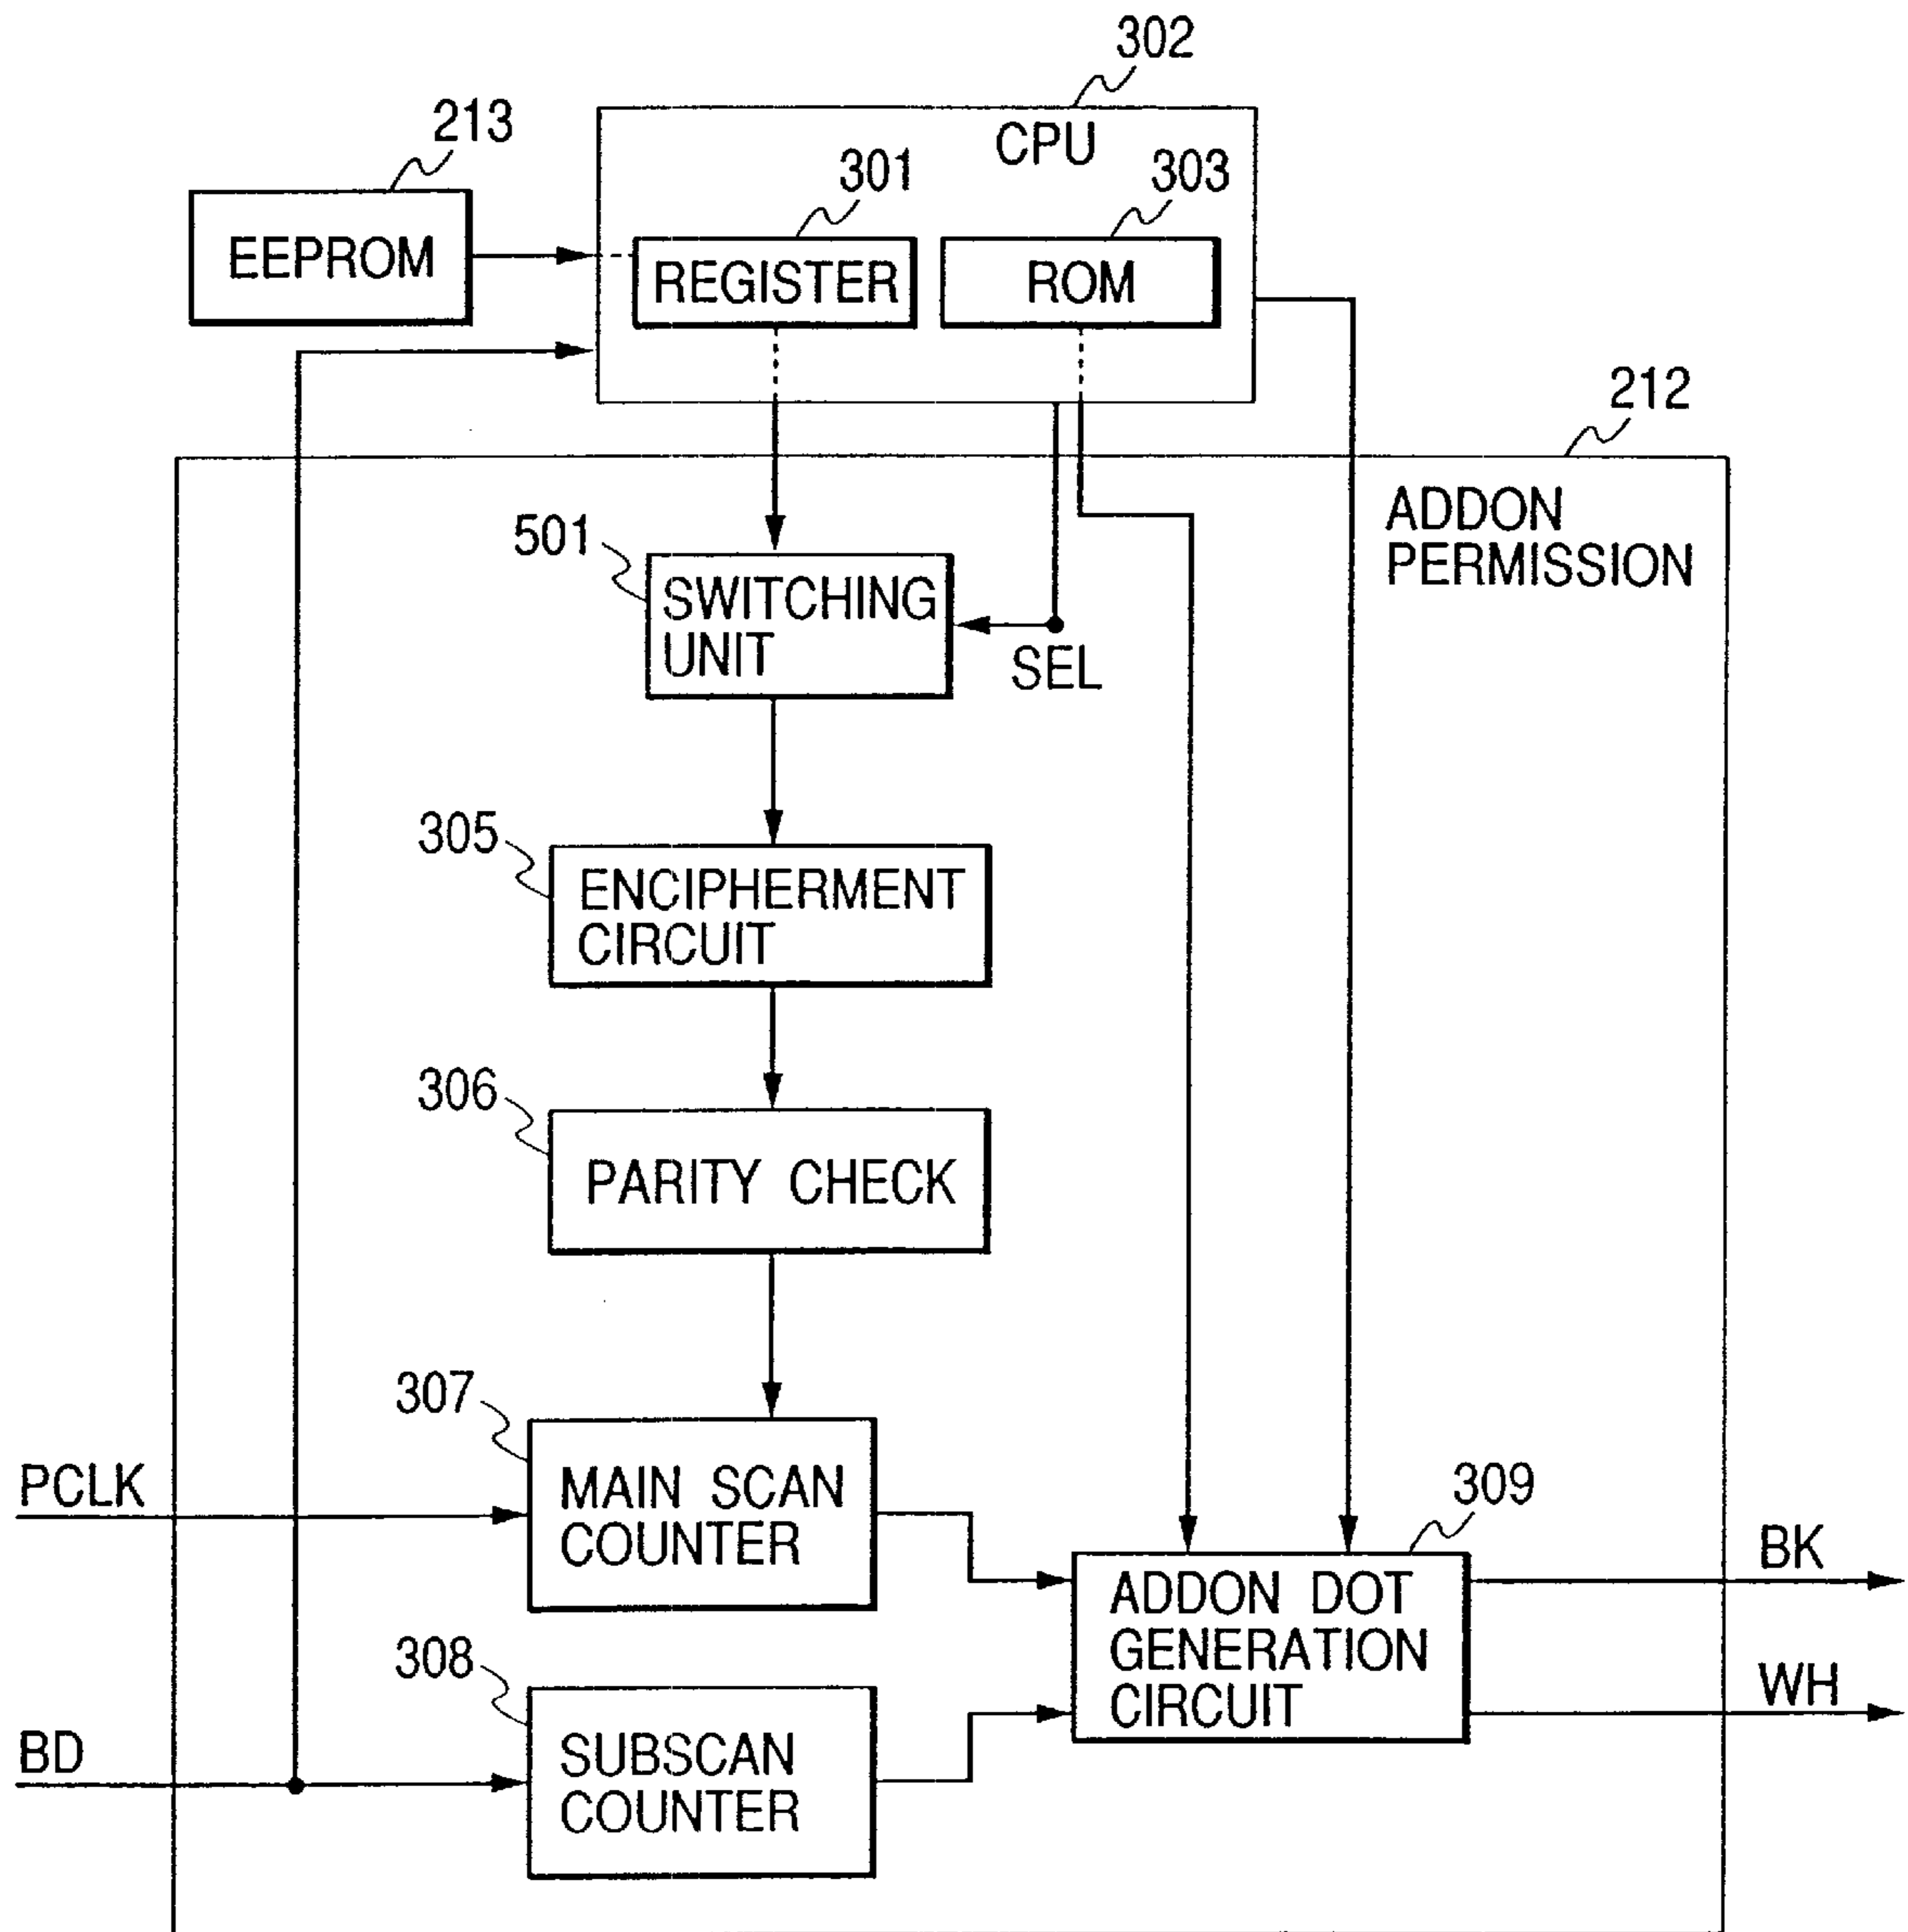 302
213
CPU
301
303
EEPROM
REGISTER
ROM
212
ADDON
PERMISSION
501
SWITCHING
UNIT
SEL
305
ENCIPHERMENT
CIRCUIT
306
PARITY CHECK
307
PCLK
MAIN SCAN
COUNTER
309
BK
ADDON DOT
GENERATION
CIRCUIT
308
WH
BD
SUBSCAN
COUNTER